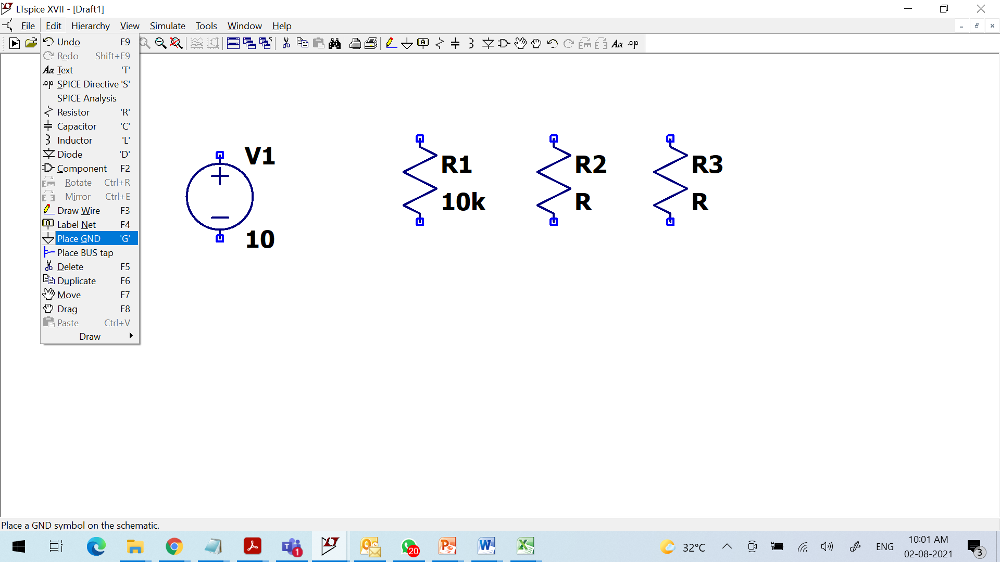 LTspice XVII - [Draft1]
File Edit Hierarchy View Simulate Tools Window Help
Undo F9
Redo Shift+F9
Text 'T'
SPICE Directive 'S'
SPICE Analysis
Resistor 'R'
Capacitor 'C'
Inductor 'L'
Diode 'D'
Component F2
Rotate Ctrl+R
Mirror Ctrl+E
Draw Wire F3
Label Net F4
Place GND 'G'
Place BUS tap
Delete F5
Duplicate F6
Move F7
Drag F8
Paste Ctrl+V
Draw
V1
10
R1
10k
R2
R
R3
R
Place a GND symbol on the schematic.
1
20
32°C
ENG
10:01 AM
02-08-2021
3